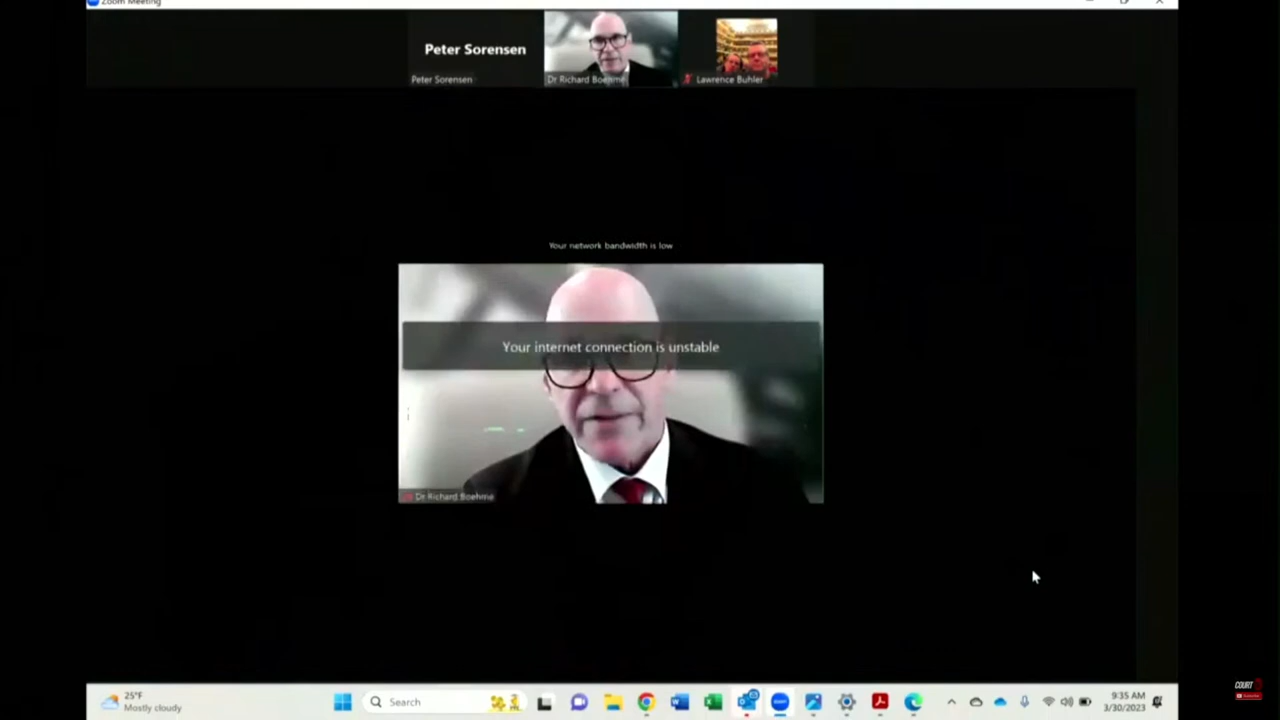 Zoom Meeting
Peter Sorensen
Peter Sorensen
Dr Richard Boehme
Lawrence Buhler
Your network bandwidth is low
Your internet connection is unstable
Dr Richard Boehme
25°F
Mostly cloudy
Search
9:35 AM
3/30/2023
COURT